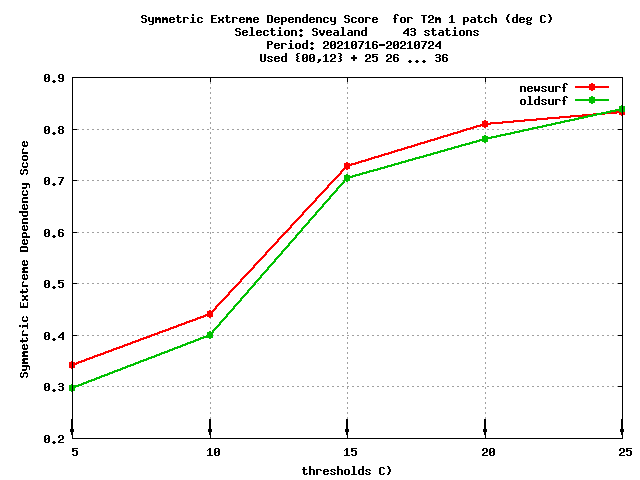 Symmetric Extreme Dependency Score  for T2m 1 patch (deg C)
Selection: Svealand     43 stations
Period: 20210716-20210724
Used {00,12} + 25 26 ... 36
newsurf
oldsurf
Symmetric Extreme Dependency Score
0.9
0.8
0.7
0.6
0.5
0.4
0.3
0.2
5 10 15 20 25
thresholds C)